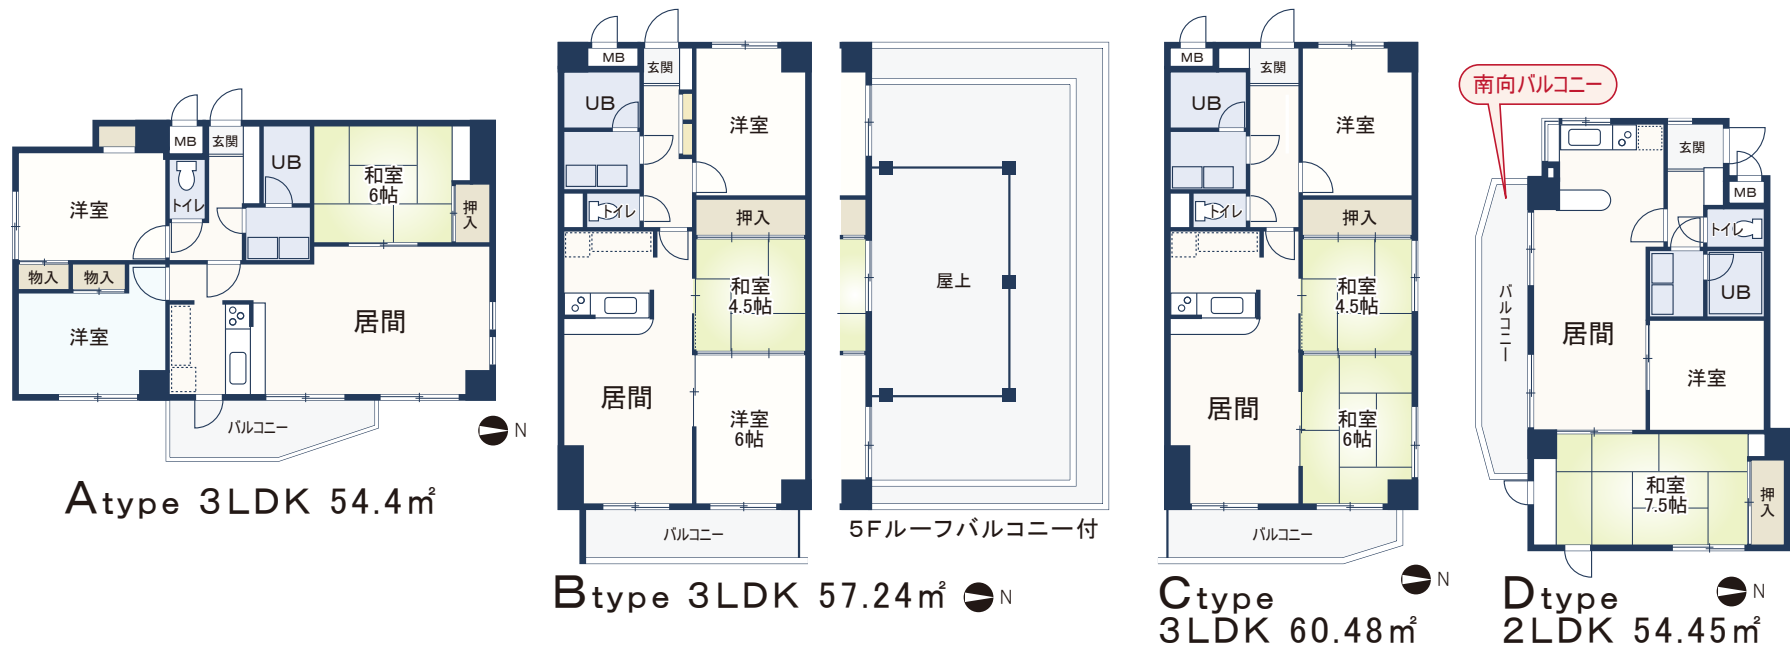 MB
玄関
UB
和室
6帖
押
入
洋室
トイレ
物入
物入
洋室
居間
バルコニー
N
Atype 3LDK 54.4㎡
MB
玄関
UB
洋室
トイレ
押入
和室
4.5帖
居間
洋室
6帖
バルコニー
屋上
5Fルーフバルコニー付
Btype 3LDK 57.24㎡
N
MB
玄関
UB
洋室
トイレ
押入
和室
4.5帖
居間
和室
6帖
バルコニー
N
Ctype
3LDK 60.48㎡
南向バルコニー
玄関
MB
トイレ
UB
バルコニー
居間
洋室
和室
7.5帖
押
入
N
Dtype
2LDK 54.45㎡